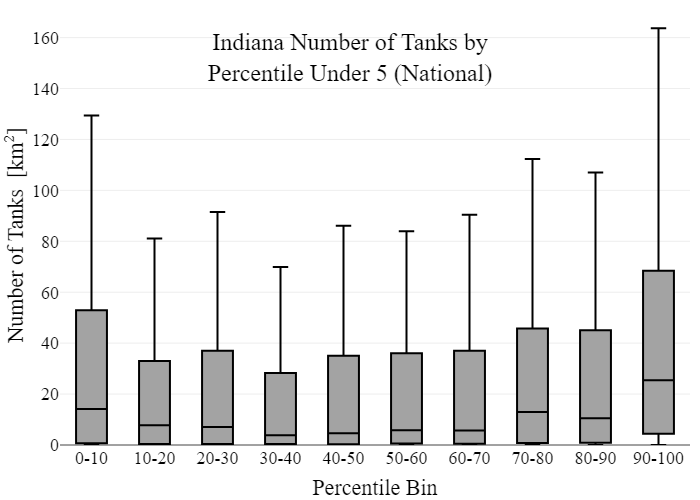 Indiana Number of Tanks by
Percentile Under 5 (National)
Number of Tanks [km²]
160
140
120
100
80
60
40
20
0
0-10 10-20 20-30 30-40 40-50 50-60 60-70 70-80 80-90 90-100
Percentile Bin